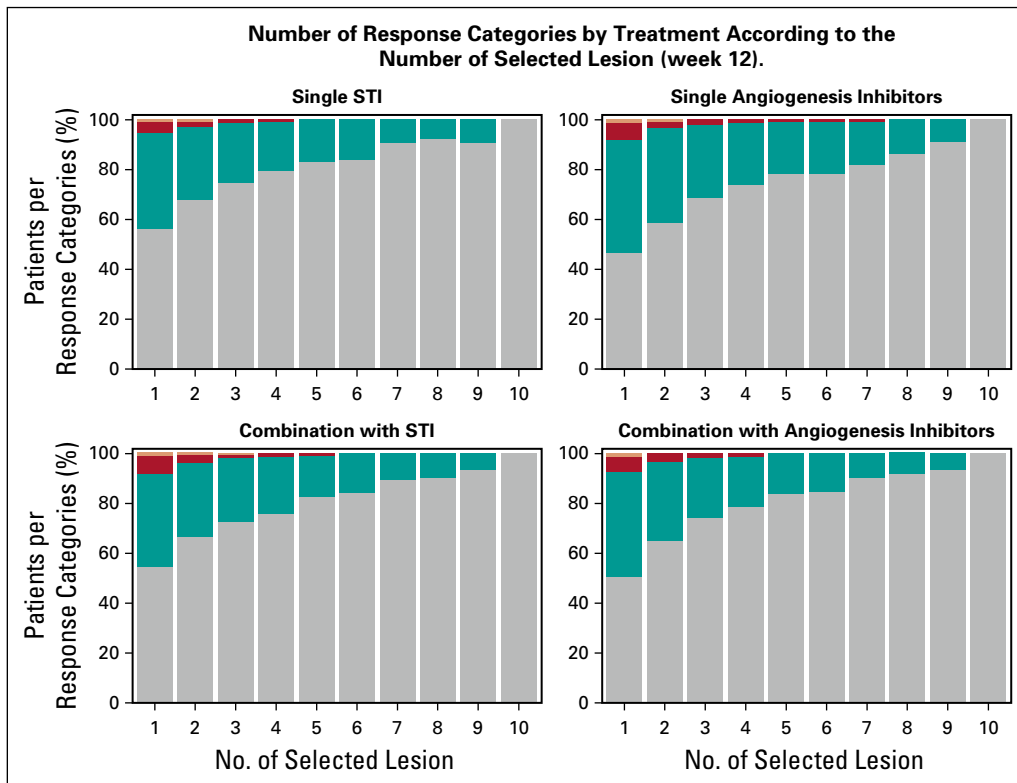 Number of Response Categories by Treatment According to the
Number of Selected Lesion (week 12).
Single STI
Patients per
Response Categories (%)
100
80
60
40
20
0
1 2 3 4 5 6 7 8 9 10
Single Angiogenesis Inhibitors
100
80
60
40
20
0
1 2 3 4 5 6 7 8 9 10
Combination with STI
Patients per
Response Categories (%)
100
80
60
40
20
0
1 2 3 4 5 6 7 8 9 10
No. of Selected Lesion
Combination with Angiogenesis Inhibitors
100
80
60
40
20
0
1 2 3 4 5 6 7 8 9 10
No. of Selected Lesion